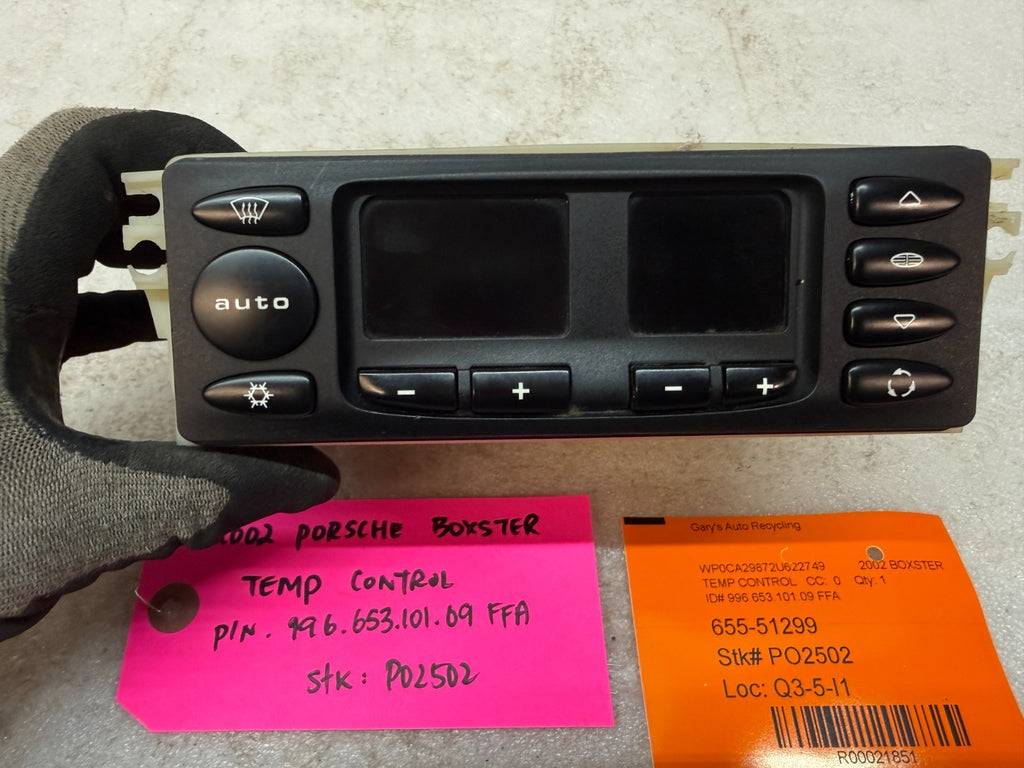 auto
− + − +
2002 PORSCHE BOXSTER
TEMP CONTROL
P/N. 996.653.101.09 FFA
Stk: PO2502
Gary's Auto Recycling
WP0CA29872U622749 2002 BOXSTER
TEMP CONTROL CC: 0 Qty: 1
ID# 996.653.101.09 FFA
655-51299
Stk# PO2502
Loc: Q3-5-I1
R00021851